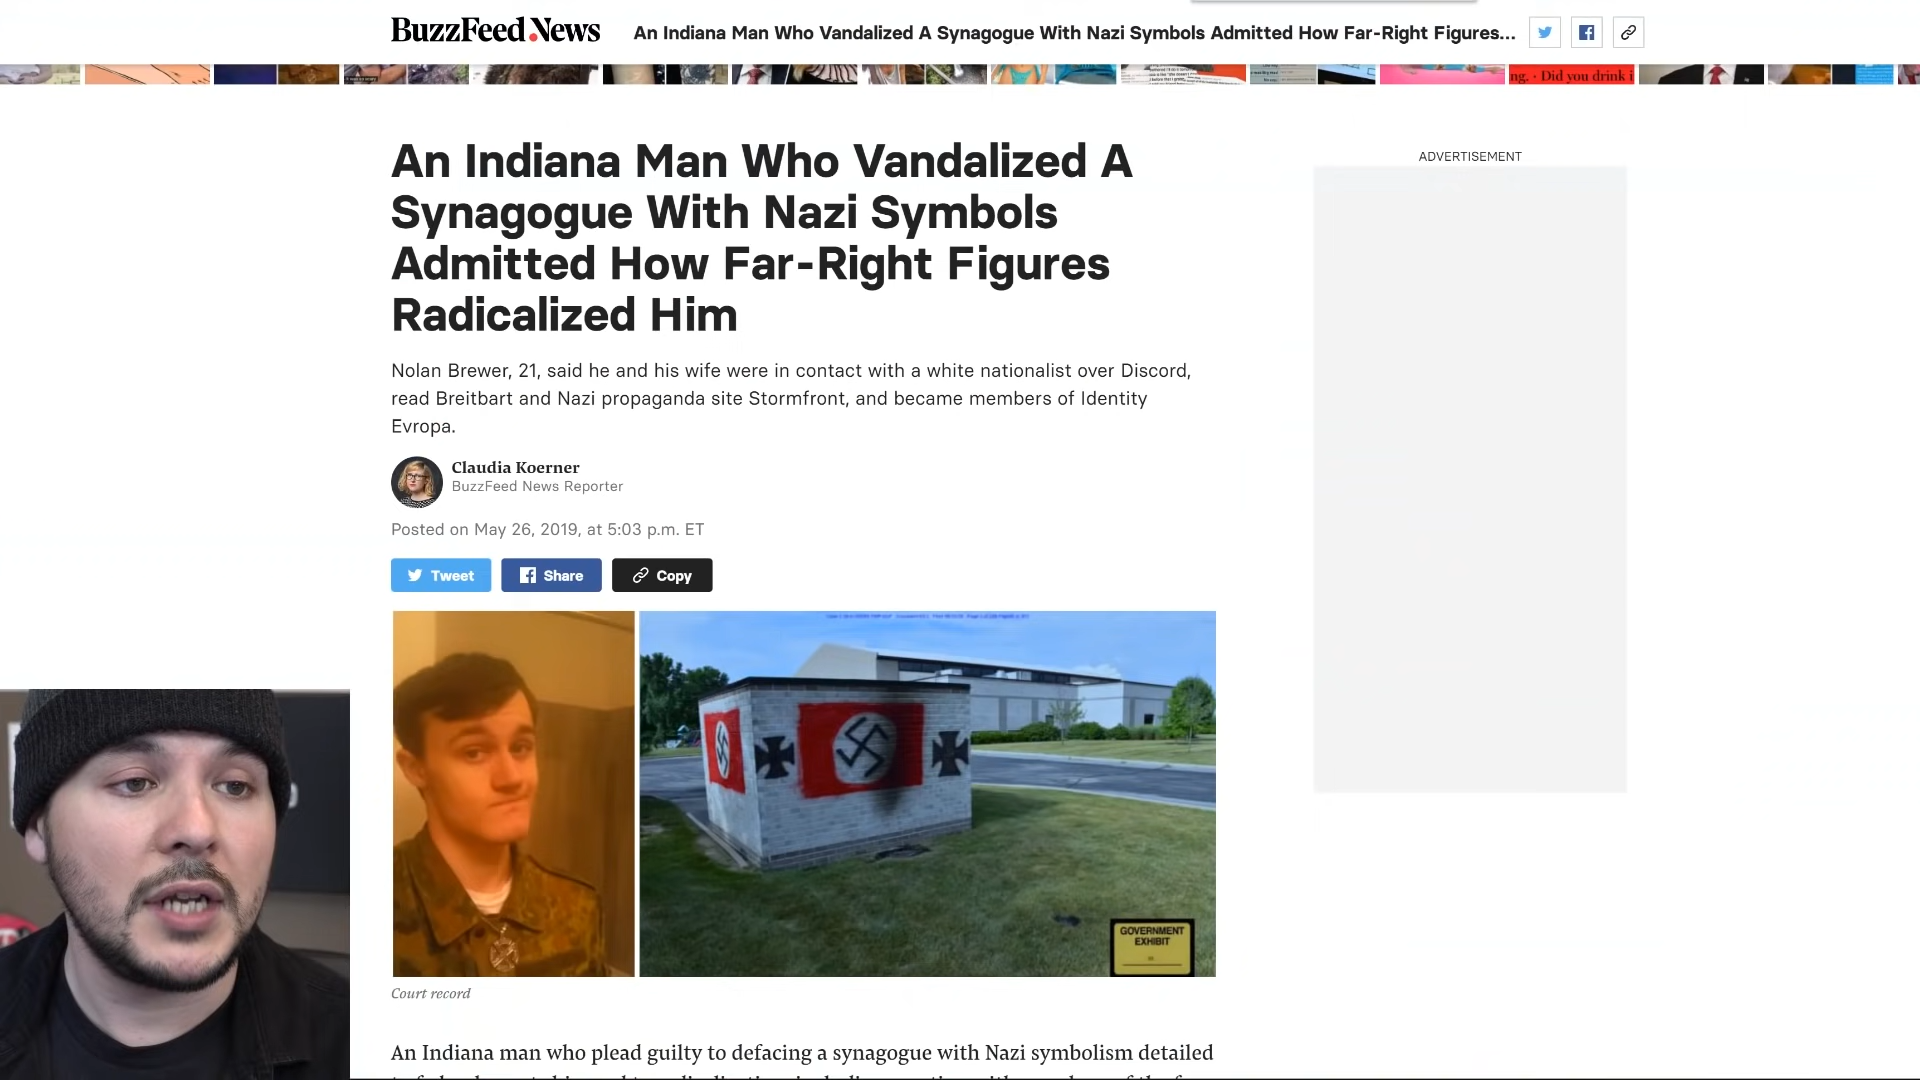 BuzzFeed News
An Indiana Man Who Vandalized A Synagogue With Nazi Symbols Admitted How Far-Right Figures...
ng. · Did you drink i
An Indiana Man Who Vandalized A
Synagogue With Nazi Symbols
Admitted How Far-Right Figures
Radicalized Him
ADVERTISEMENT
Nolan Brewer, 21, said he and his wife were in contact with a white nationalist over Discord,
read Breitbart and Nazi propaganda site Stormfront, and became members of Identity
Evropa.
Claudia Koerner
BuzzFeed News Reporter
Posted on May 26, 2019, at 5:03 p.m. ET
Tweet
Share
Copy
GOVERNMENT
EXHIBIT
Court record
An Indiana man who plead guilty to defacing a synagogue with Nazi symbolism detailed